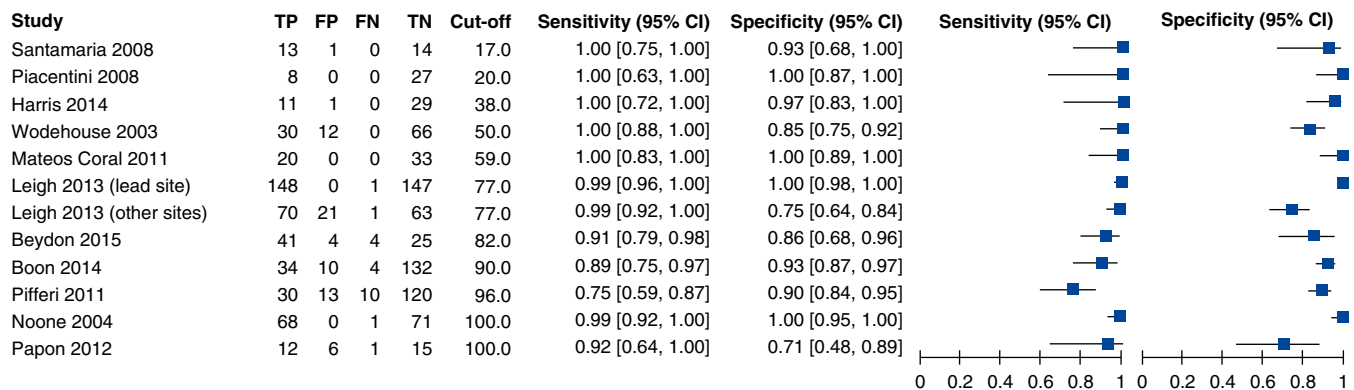 Study TP FP FN TN Cut-off Sensitivity (95% CI) Specificity (95% CI) Sensitivity (95% CI) Specificity (95% CI)
Santamaria 2008 13 1 0 14 17.0 1.00 [0.75, 1.00] 0.93 [0.68, 1.00]
Piacentini 2008 8 0 0 27 20.0 1.00 [0.63, 1.00] 1.00 [0.87, 1.00]
Harris 2014 11 1 0 29 38.0 1.00 [0.72, 1.00] 0.97 [0.83, 1.00]
Wodehouse 2003 30 12 0 66 50.0 1.00 [0.88, 1.00] 0.85 [0.75, 0.92]
Mateos Coral 2011 20 0 0 33 59.0 1.00 [0.83, 1.00] 1.00 [0.89, 1.00]
Leigh 2013 (lead site) 148 0 1 147 77.0 0.99 [0.96, 1.00] 1.00 [0.98, 1.00]
Leigh 2013 (other sites) 70 21 1 63 77.0 0.99 [0.92, 1.00] 0.75 [0.64, 0.84]
Beydon 2015 41 4 4 25 82.0 0.91 [0.79, 0.98] 0.86 [0.68, 0.96]
Boon 2014 34 10 4 132 90.0 0.89 [0.75, 0.97] 0.93 [0.87, 0.97]
Pifferi 2011 30 13 10 120 96.0 0.75 [0.59, 0.87] 0.90 [0.84, 0.95]
Noone 2004 68 0 1 71 100.0 0.99 [0.92, 1.00] 1.00 [0.95, 1.00]
Papon 2012 12 6 1 15 100.0 0.92 [0.64, 1.00] 0.71 [0.48, 0.89]
0 0.2 0.4 0.6 0.8 1 0 0.2 0.4 0.6 0.8 1